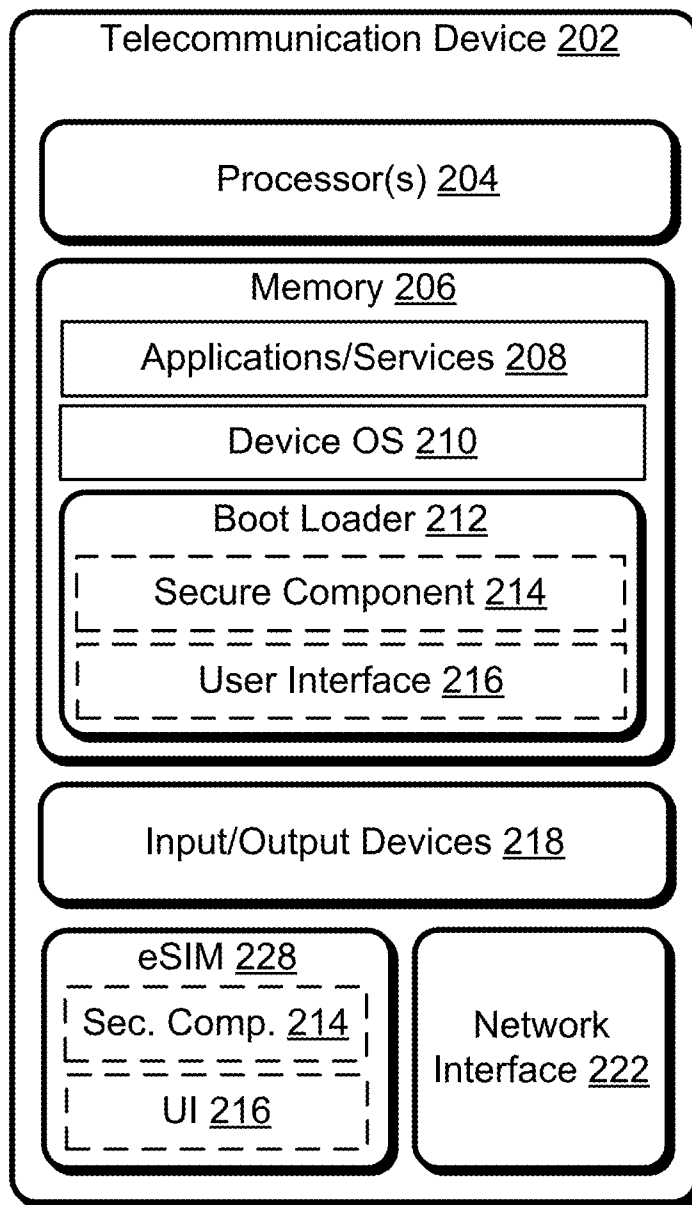 Telecommunication Device 202
Processor(s) 204
Memory 206
Applications/Services 208
Device OS 210
Boot Loader 212
Secure Component 214
User Interface 216
Input/Output Devices 218
eSIM 228
Sec. Comp. 214
UI 216
Network
Interface 222